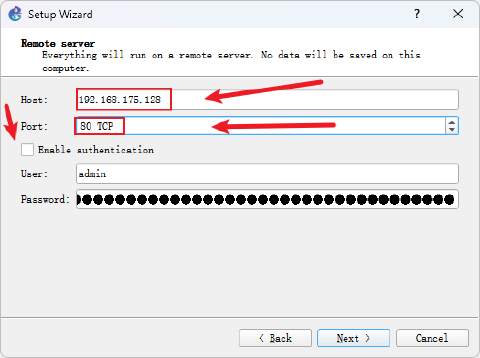 Setup Wizard
?
Remote server
Everything will run on a remote server. No data will be saved on this
computer.
Host: 192.168.175.128
Port: 80 TCP
Enable authentication
User: admin
Password: ●●●●●●●●●●●●●●●●●●●●●●●●●●●●●●●●●●●●●●●
< Back Next > Cancel